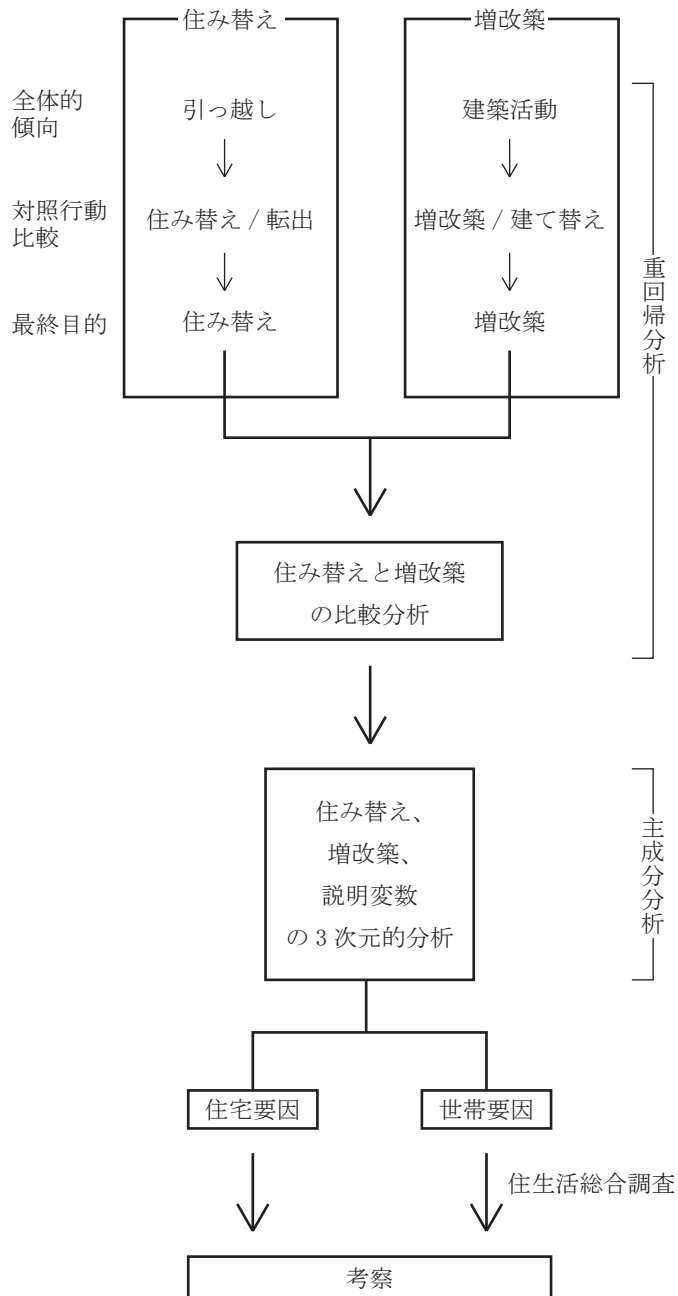 住み替え
増改築
全体的
傾向
引っ越し
建築活動
対照行動
比較
住み替え / 転出
増改築 / 建て替え
最終目的
住み替え
増改築
重回帰分析
住み替えと増改築
の比較分析
住み替え、
増改築、
説明変数
の 3 次元的分析
主成分分析
住宅要因
世帯要因
住生活総合調査
考察